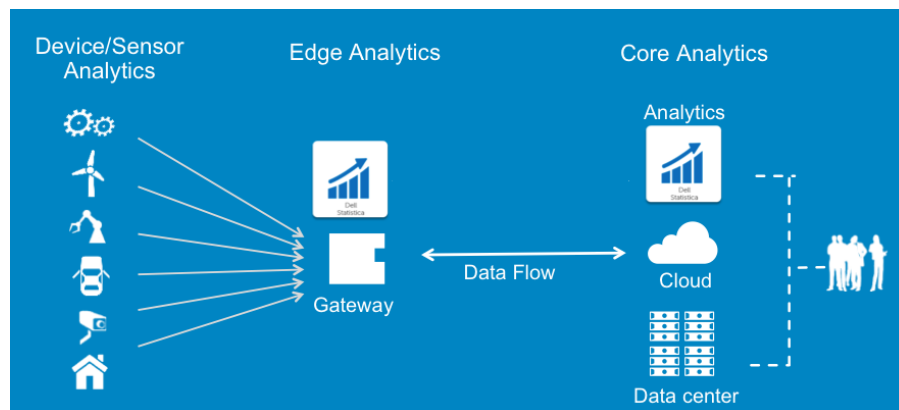 Device/Sensor
Analytics
Edge Analytics
Core Analytics
Analytics
Dell
Statistica
Dell
Statistica
Gateway
Data Flow
Cloud
Data center